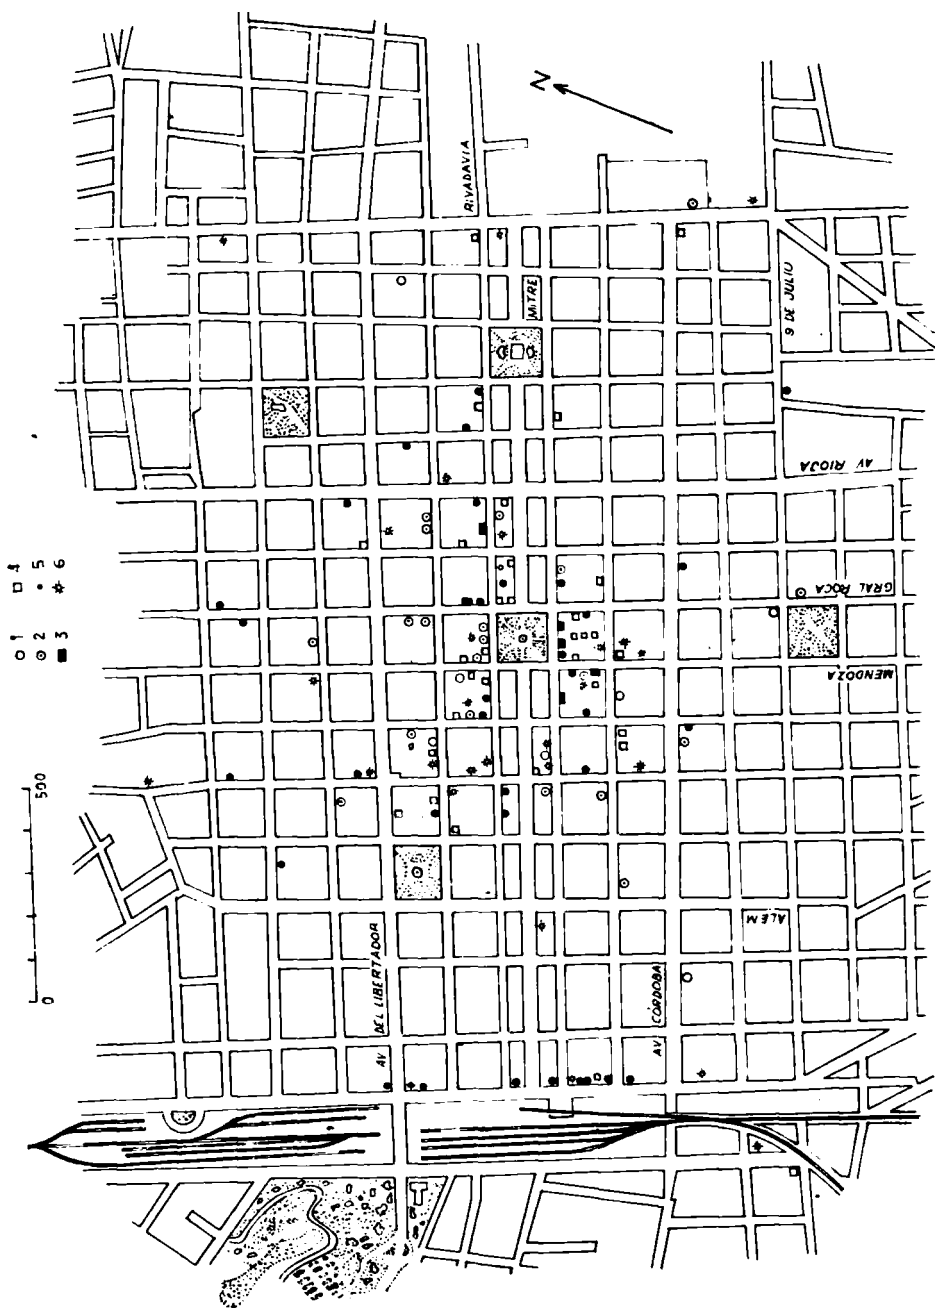 1
2
3
4
5
6
0
500
N
RIVADAVIA
MITRE
9 DE JULIO
AV RIOJA
GRAL ROCA
MENDOZA
AV DEL LIBERTADOR
ALEM
AV CORDOBA